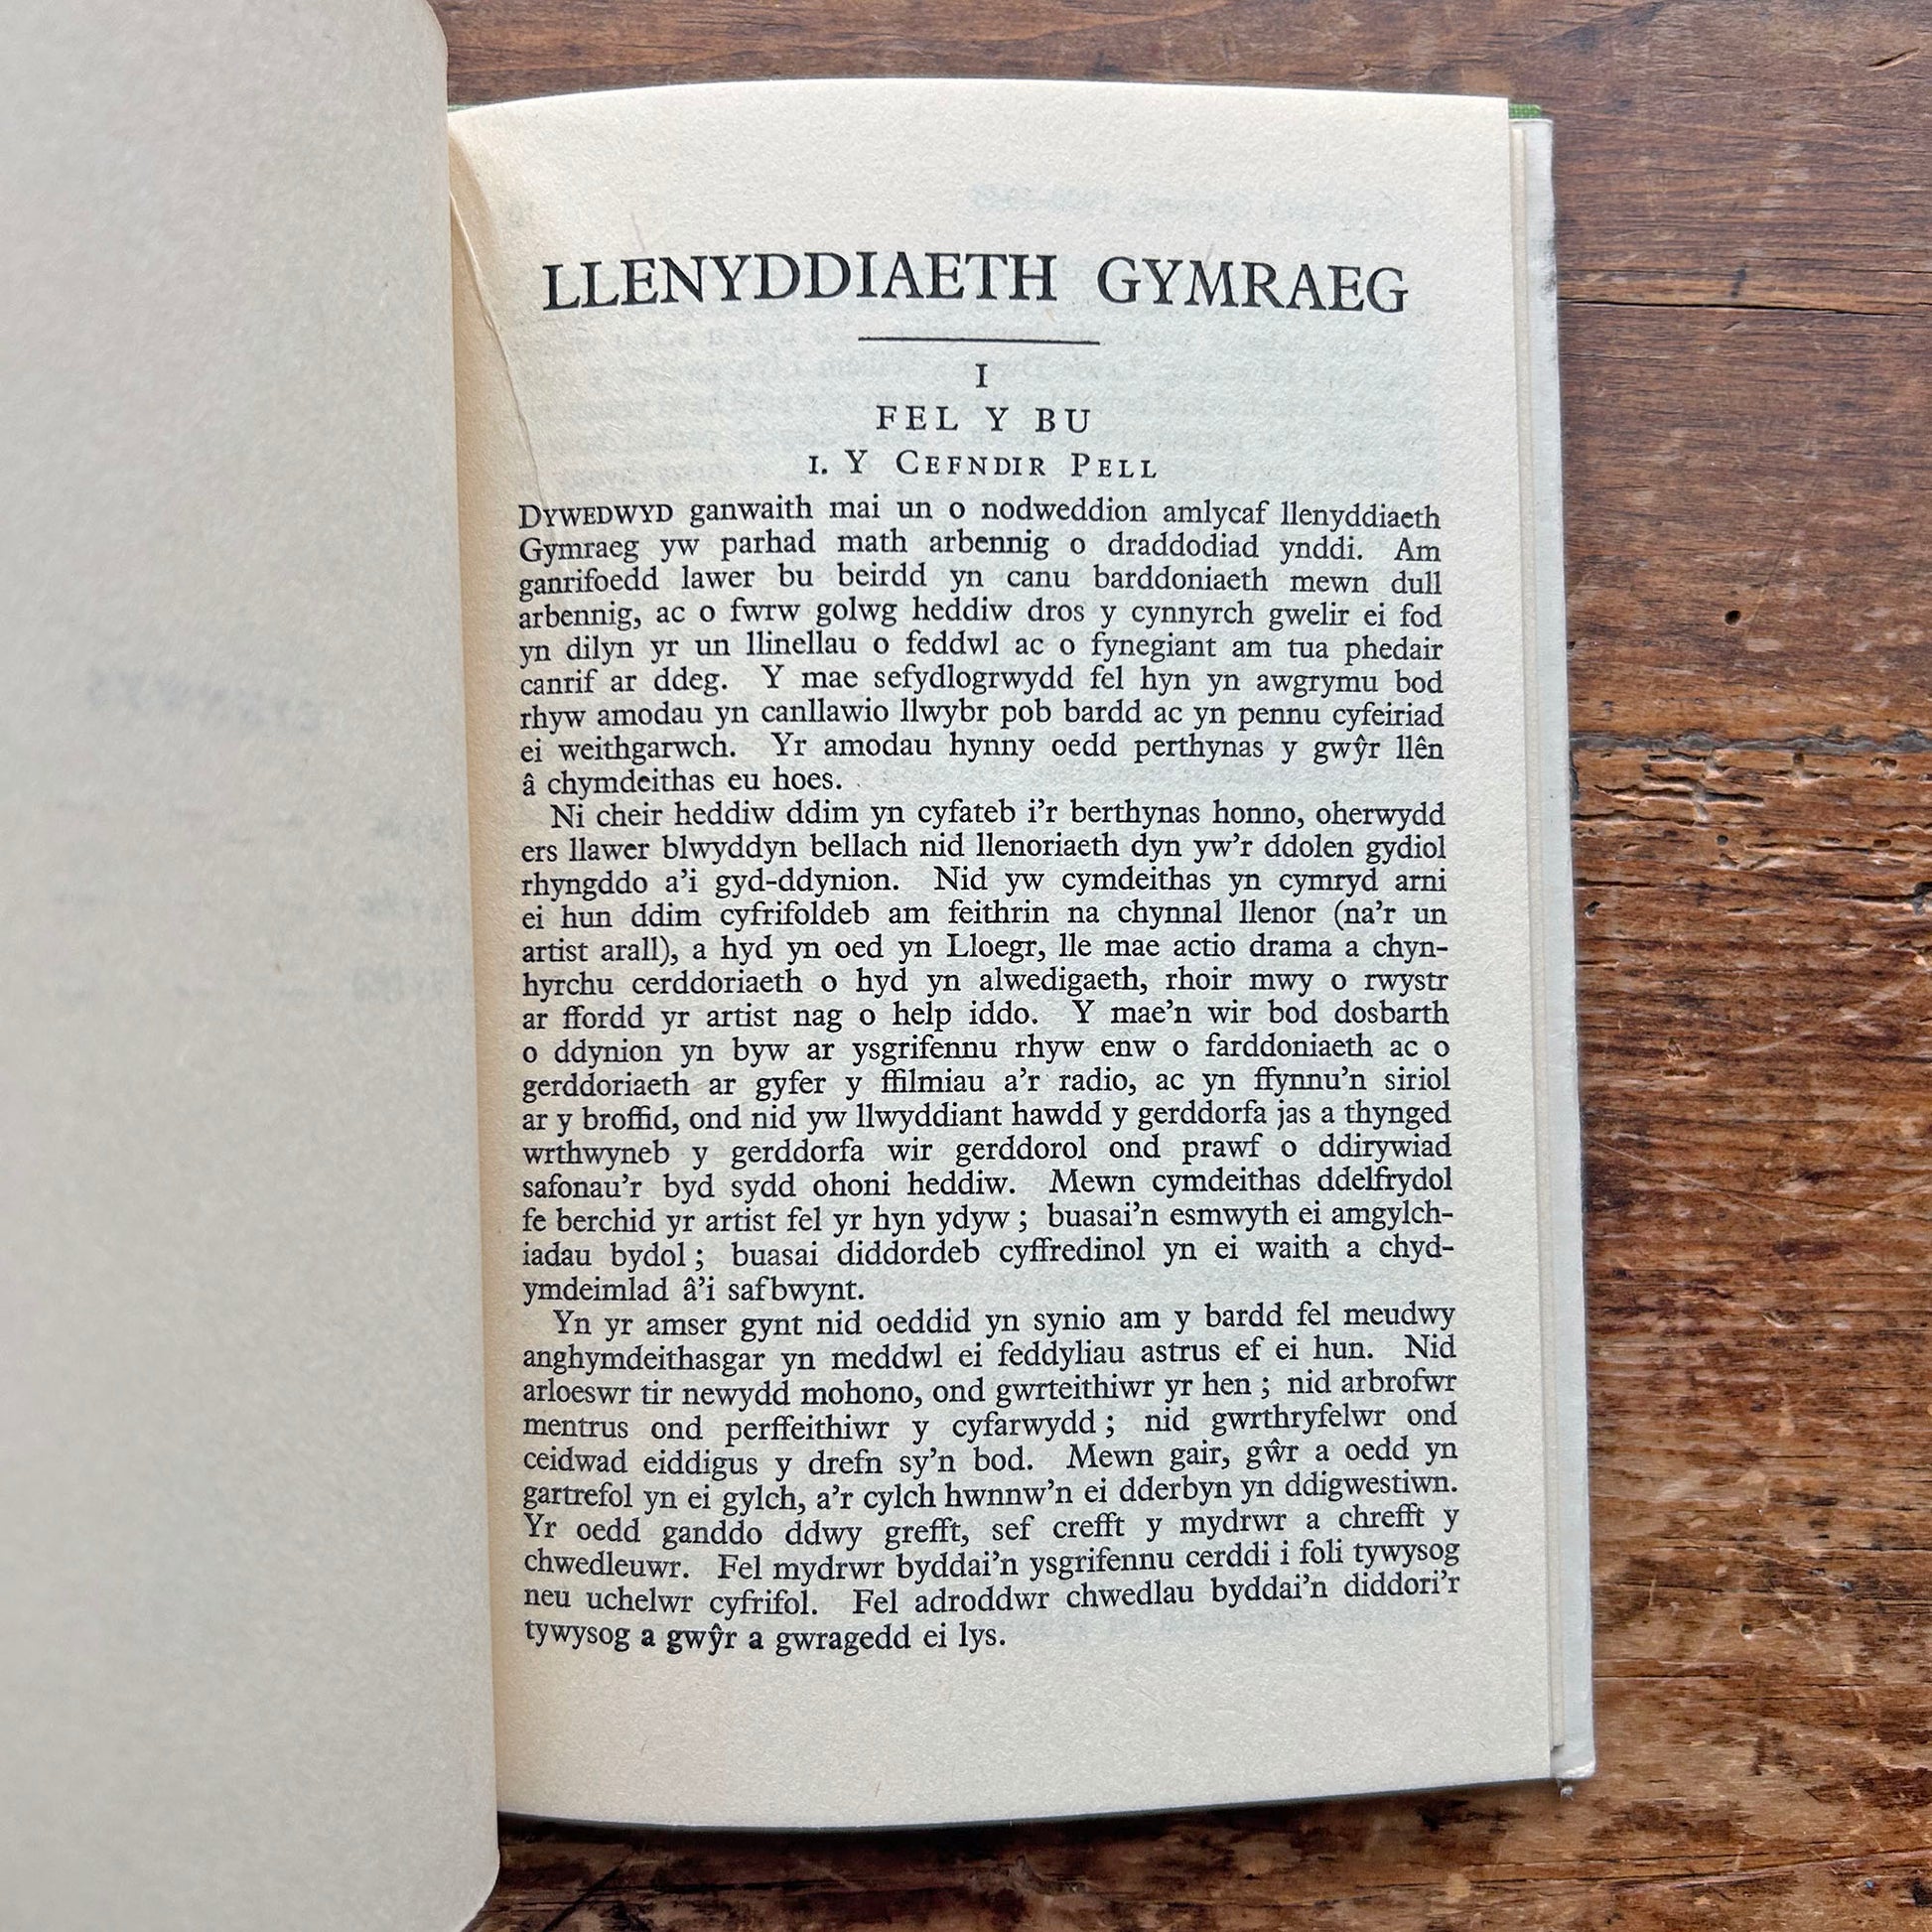 LLENYDDIAETH GYMRAEG
I
FEL Y BU
1. Y CEFNDIR PELL
DYWEDWYD ganwaith mai un o nodweddion amlycaf llenyddiaeth
Gymraeg yw parhad math arbennig o draddodiad ynddi. Am
ganrifoedd lawer bu beirdd yn canu barddoniaeth mewn dull
arbennig, ac o fwrw golwg heddiw dros y cynnyrch gwelir ei fod
yn dilyn yr un llinellau o feddwl ac o fynegiant am tua phedair
canrif ar ddeg. Y mae sefydlogrwydd fel hyn yn awgrymu bod
rhyw amodau yn canllawio llwybr pob bardd ac yn pennu cyfeiriad
ei weithgarwch. Yr amodau hynny oedd perthynas y gwŷr llên
â chymdeithas eu hoes.
Ni cheir heddiw ddim yn cyfateb i'r berthynas honno, oherwydd
ers llawer blwyddyn bellach nid llenoriaeth dyn yw'r ddolen gydiol
rhyngddo a'i gyd-ddynion. Nid yw cymdeithas yn cymryd arni
ei hun ddim cyfrifoldeb am feithrin na chynnal llenor (na'r un
artist arall), a hyd yn oed yn Lloegr, lle mae actio drama a chyn-
hyrchu cerddoriaeth o hyd yn alwedigaeth, rhoir mwy o rwystr
ar ffordd yr artist nag o help iddo. Y mae'n wir bod dosbarth
o ddynion yn byw ar ysgrifennu rhyw enw o farddoniaeth ac o
gerddoriaeth ar gyfer y ffilmiau a'r radio, ac yn ffynnu'n siriol
ar y broffid, ond nid yw llwyddiant hawdd y gerddorfa jas a thynged
wrthwyneb y gerddorfa wir gerddorol ond prawf o ddirywiad
safonau'r byd sydd ohoni heddiw. Mewn cymdeithas ddelfrydol
fe berchid yr artist fel yr hyn ydyw ; buasai'n esmwyth ei amgylch-
iadau bydol ; buasai diddordeb cyffredinol yn ei waith a chyd-
ymdeimlad â'i safbwynt.
Yn yr amser gynt nid oeddid yn synio am y bardd fel meudwy
anghymdeithasgar yn meddwl ei feddyliau astrus ef ei hun. Nid
arloeswr tir newydd mohono, ond gwrteithiwr yr hen ; nid arbrofwr
mentrus ond perffeithiwr y cyfarwydd ; nid gwrthryfelwr ond
ceidwad eiddigus y drefn sy'n bod. Mewn gair, gŵr a oedd yn
gartrefol yn ei gylch, a'r cylch hwnnw'n ei dderbyn yn ddigwestiwn.
Yr oedd ganddo ddwy grefft, sef crefft y mydrwr a chrefft y
chwedleuwr. Fel mydrwr byddai'n ysgrifennu cerddi i foli tywysog
neu uchelwr cyfrifol. Fel adroddwr chwedlau byddai'n diddori'r
tywysog a gwŷr a gwragedd ei lys.